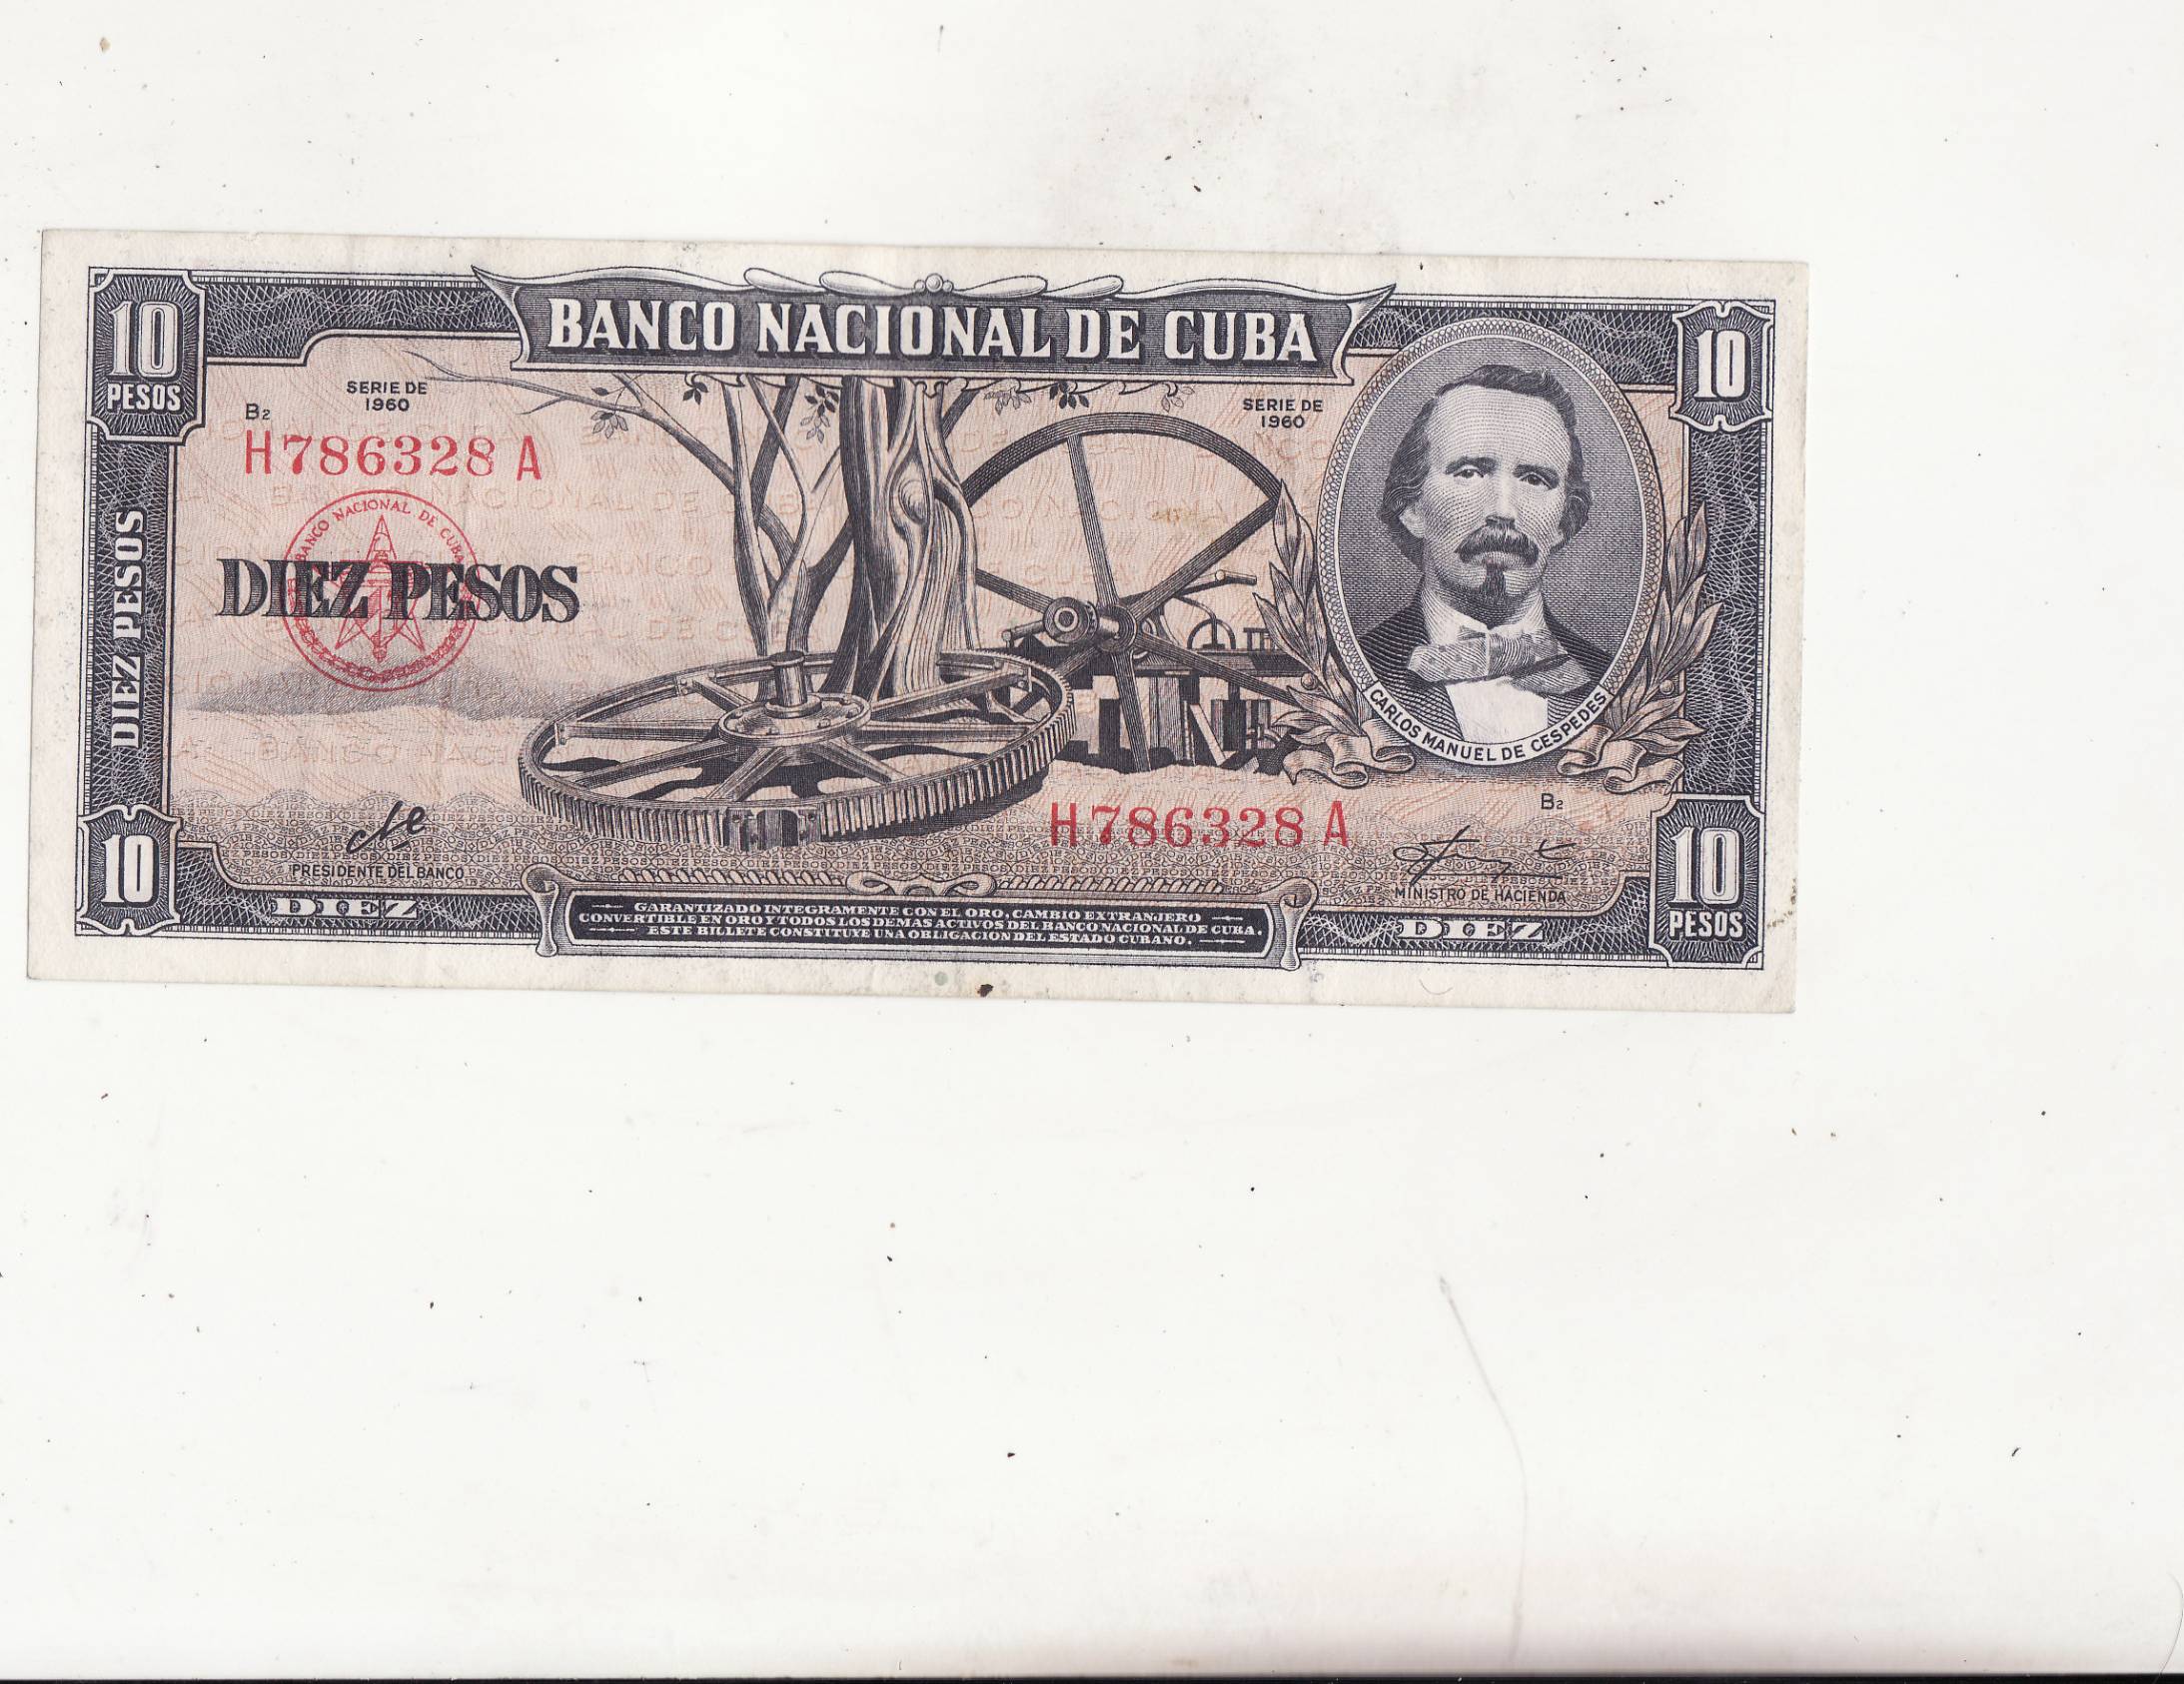 BANCO NACIONAL DE CUBA
10
PESOS
10
SERIE DE
1960
SERIE DE
1960
B2
H786328 A
BANCO NACIONAL DE CUBA
DIEZ PESOS
DIEZ PESOS
CARLOS MANUEL DE CESPEDES
B2
H786328 A
Che
PRESIDENTE DEL BANCO
MINISTRO DE HACIENDA
10
DIEZ
GARANTIZADO INTEGRAMENTE CON EL ORO, CAMBIO EXTRANJERO
CONVERTIBLE EN ORO Y TODOS LOS DEMAS ACTIVOS DEL BANCO NACIONAL DE CUBA.
ESTE BILLETE CONSTITUYE UNA OBLIGACION DEL ESTADO CUBANO.
DIEZ
10
PESOS